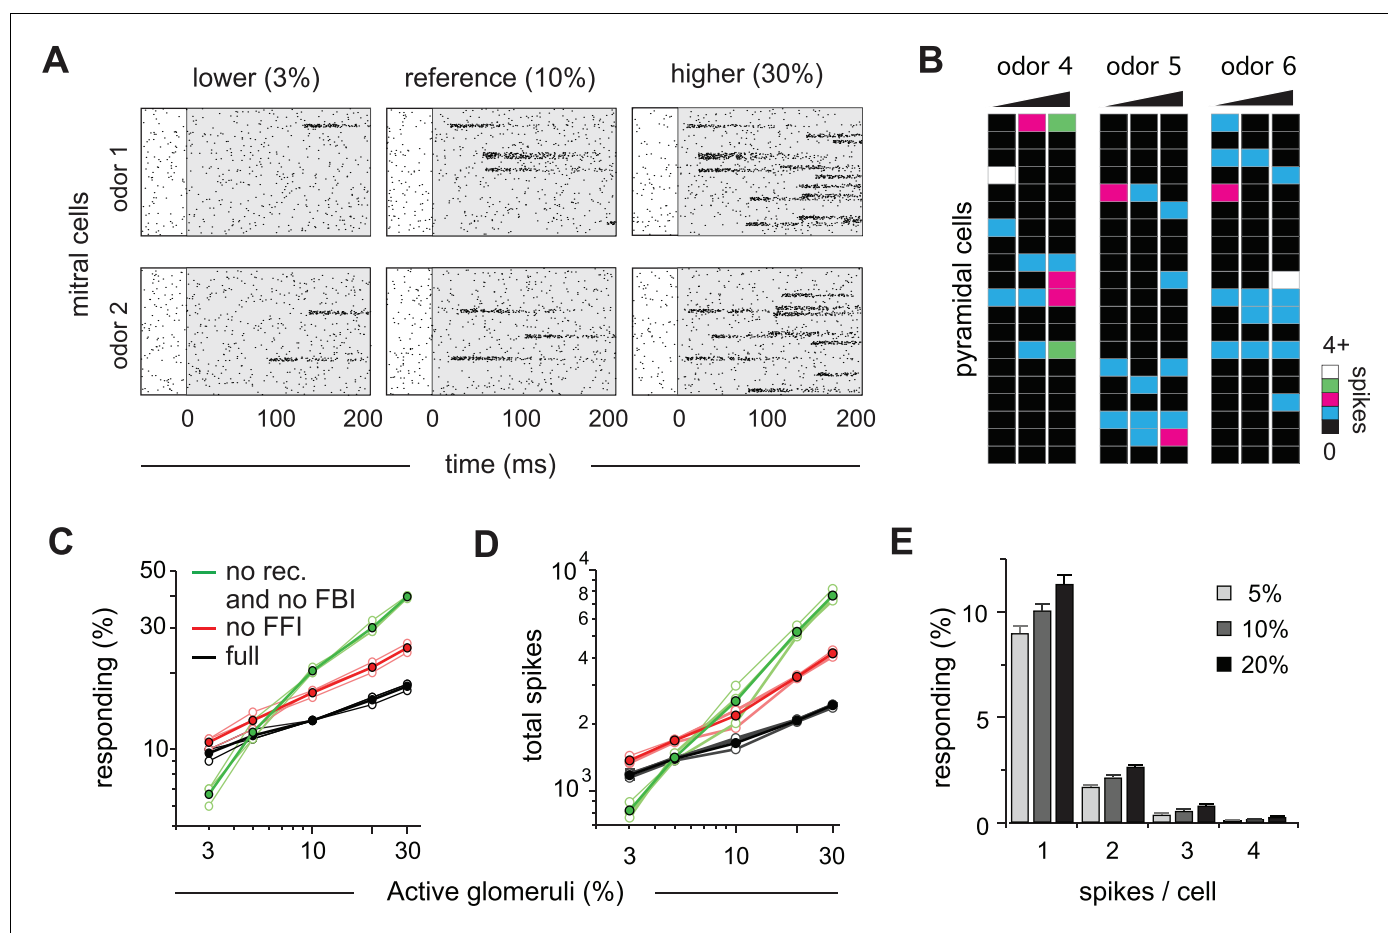 A
lower (3%) reference (10%) higher (30%)
mitral cells
odor 1
odor 2
0 100 200 0 100 200 0 100 200
time (ms)
B
odor 4 odor 5 odor 6
pyramidal cells
4+
spikes
0
C
50
30
10
responding (%)
no rec.
and no FBI
no FFI
full
3 10 30
D
10^4
8
6
5
4
2
10^3
8
total spikes
3 10 30
Active glomeruli (%)
E
10
5
0
responding (%)
5%
10%
20%
1 2 3 4
spikes / cell